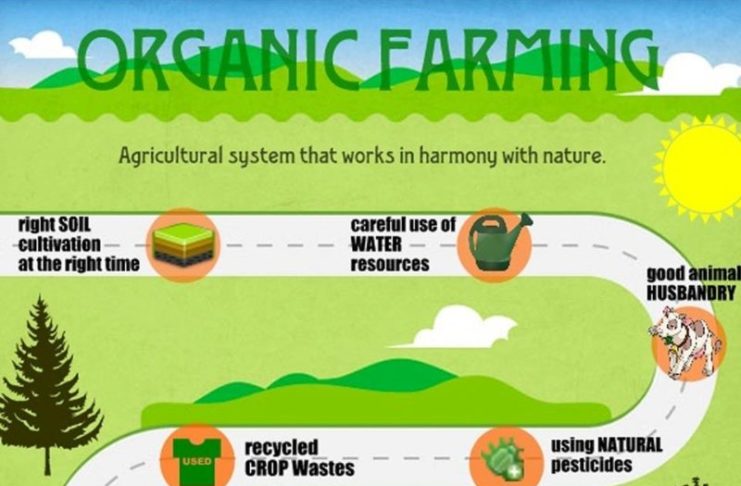 ORGANIC FARMING
Agricultural system that works in harmony with nature.
right SOIL
cultivation
at the right time
careful use of
WATER
resources
good animal
HUSBANDRY
using NATURAL
pesticides
recycled
CROP Wastes
USED